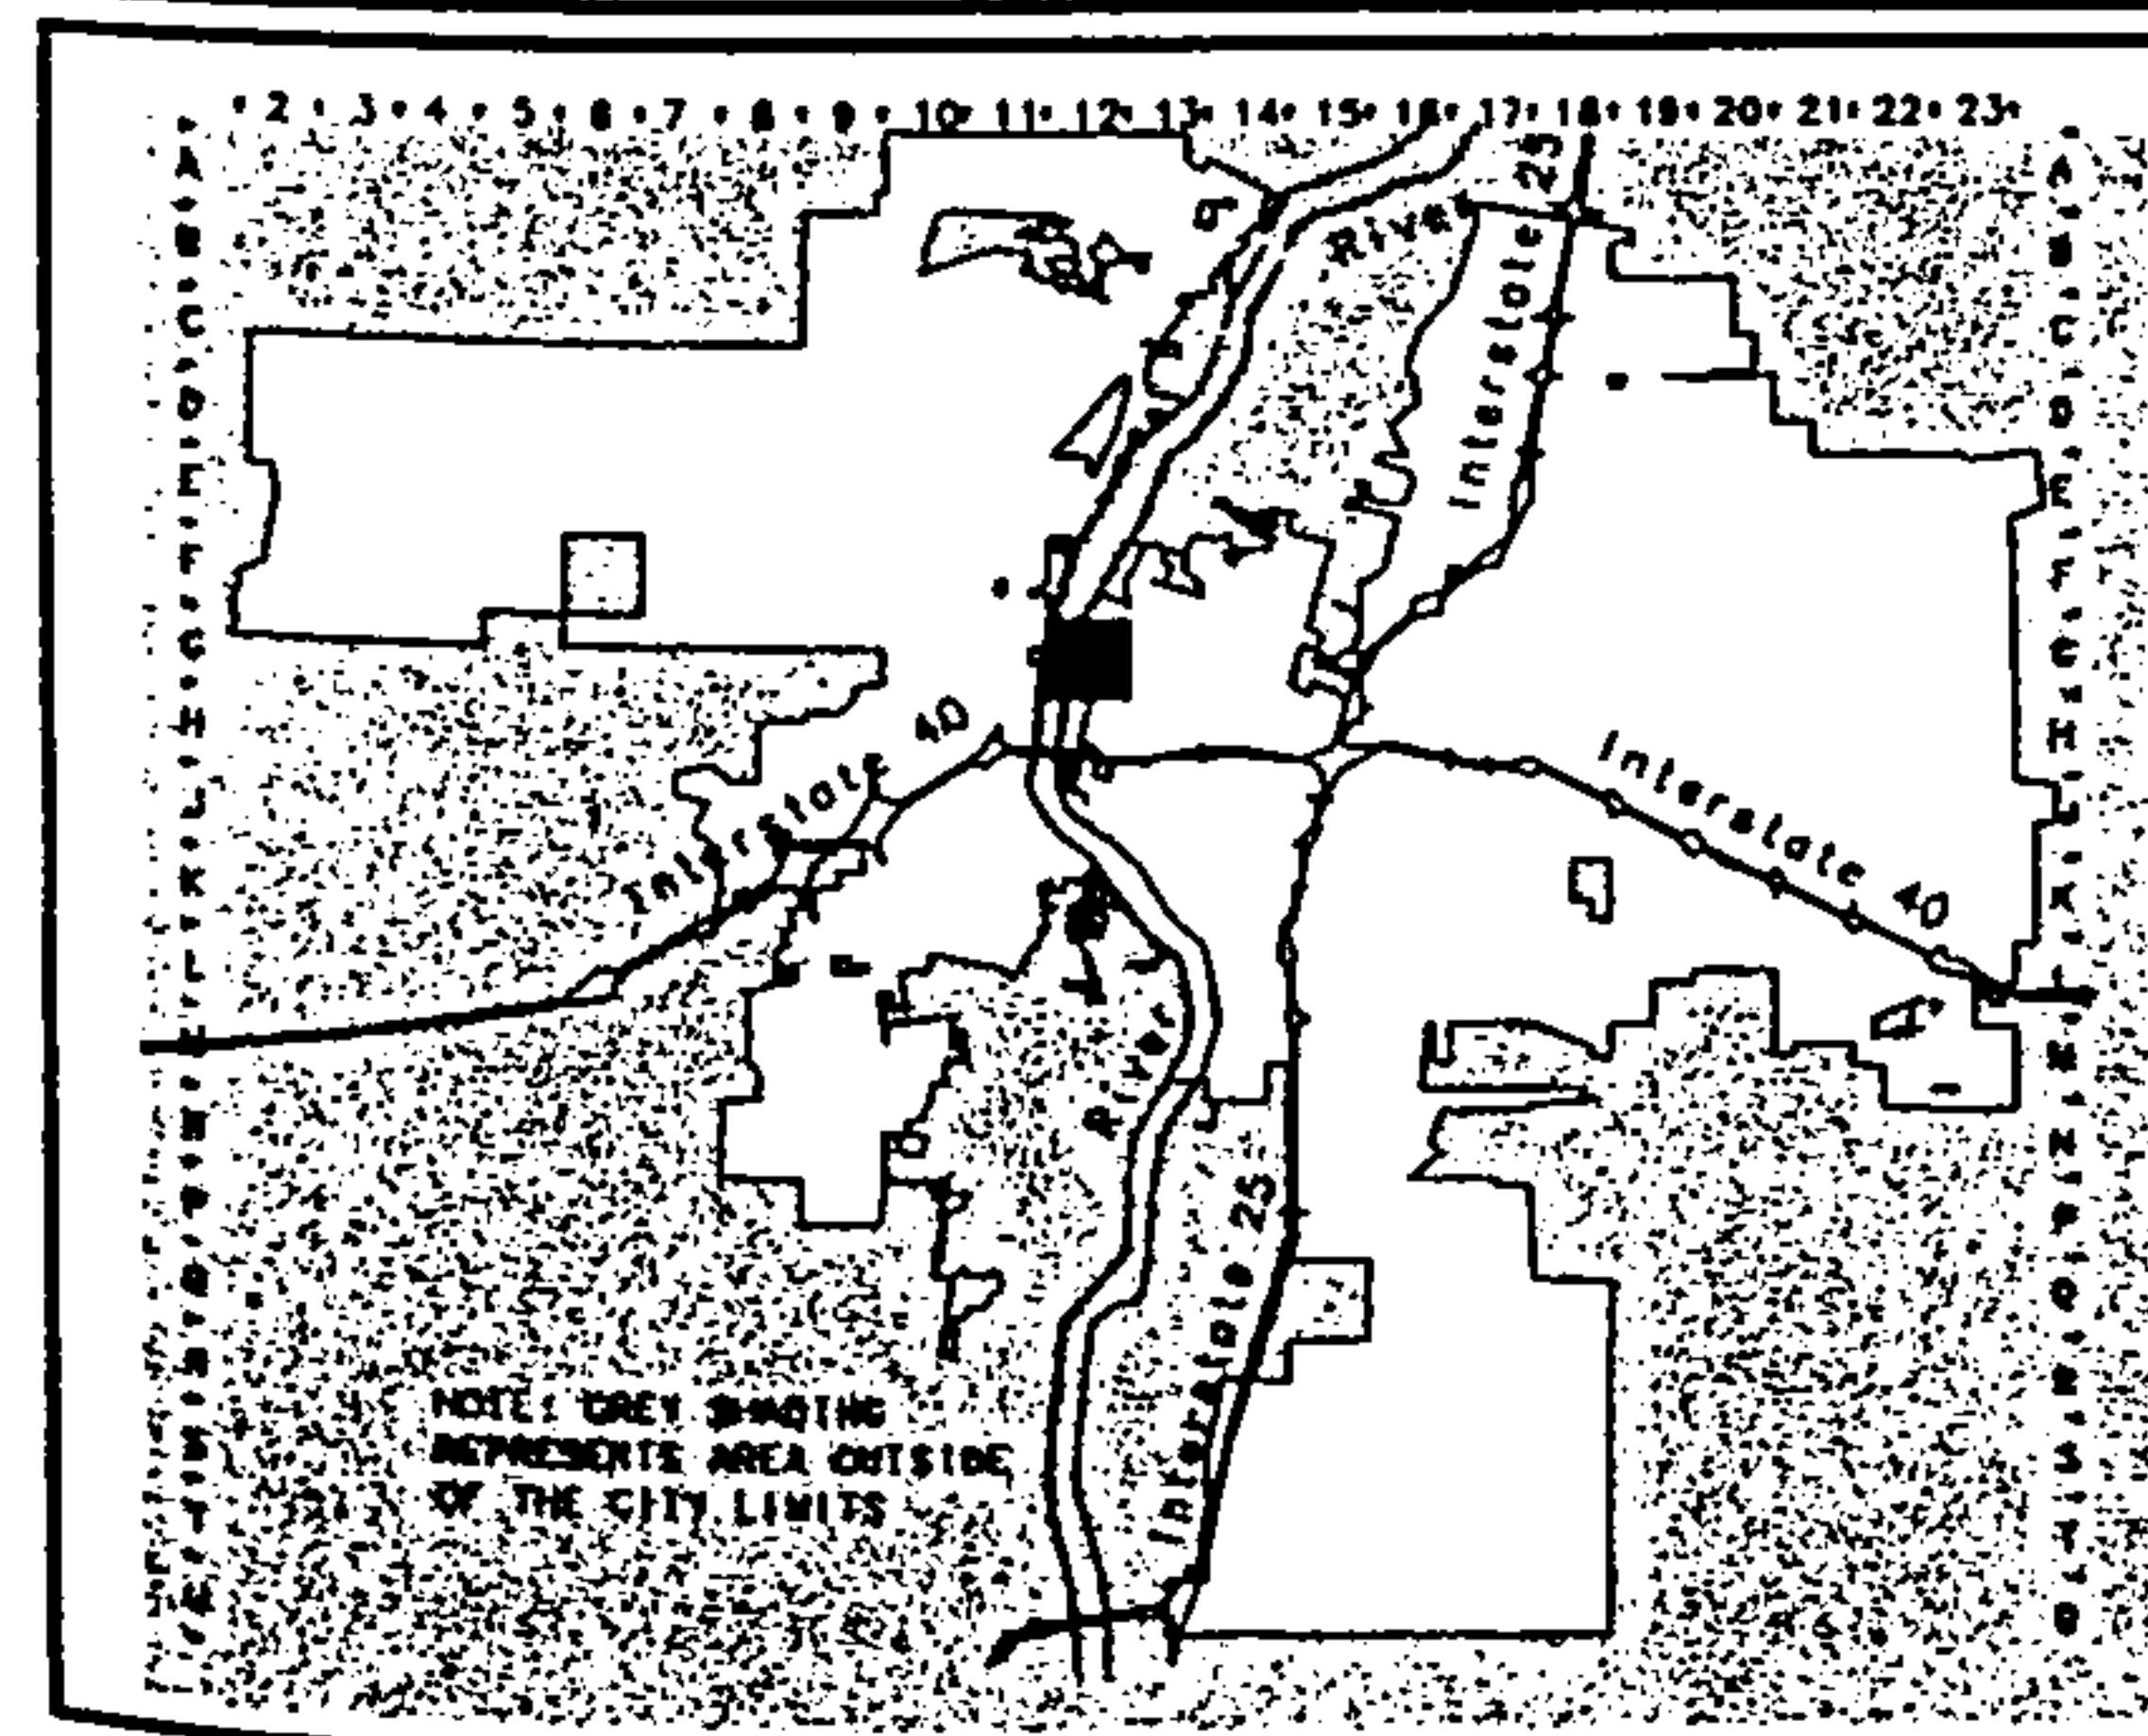 2 3 4 5 6 7 8 9 10 11 12 13 14 15 16 17 18 19 20 21 22 23
A
B
C
D
E
F
G
H
J
K
L
M
N
P
Q
R
S
T
A
B
C
D
E
F
G
H
J
K
L
M
N
P
Q
R
S
T
River
Interstate 25
Interstate 40
Interstate 40
River
Interstate 25
NOTE: GREY SHADING
REPRESENTS AREA OUTSIDE
OF THE CITY LIMITS